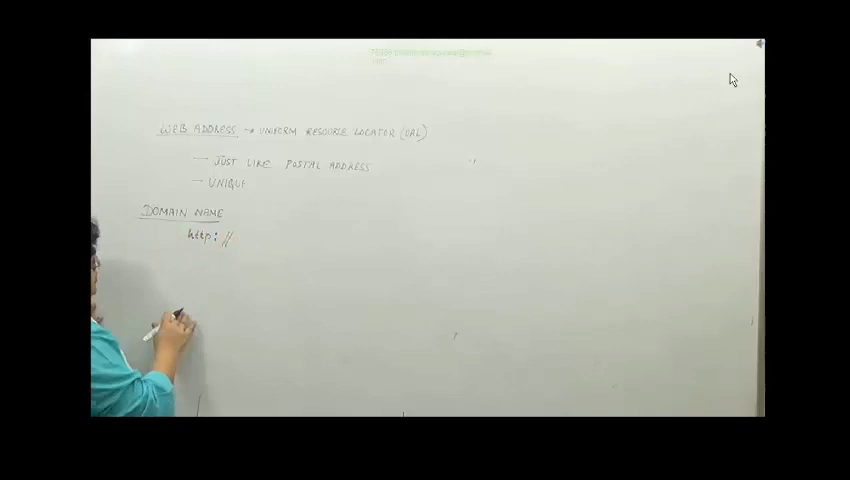 WEB ADDRESS → UNIFORM RESOURCE LOCATOR (URL)
— JUST LIKE POSTAL ADDRESS
— UNIQUE
DOMAIN NAME
http://